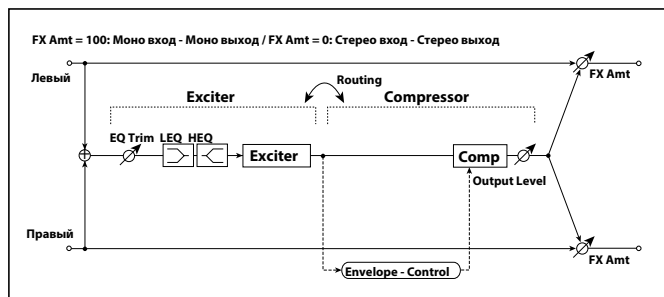 FX Amt = 100: Моно вход - Моно выход / FX Amt = 0: Стерео вход - Стерео выход
Левый
FX Amt
Routing
Exciter
Compressor
EQ Trim
LEQ
HEQ
Exciter
Comp
Output Level
Правый
Envelope - Control
FX Amt